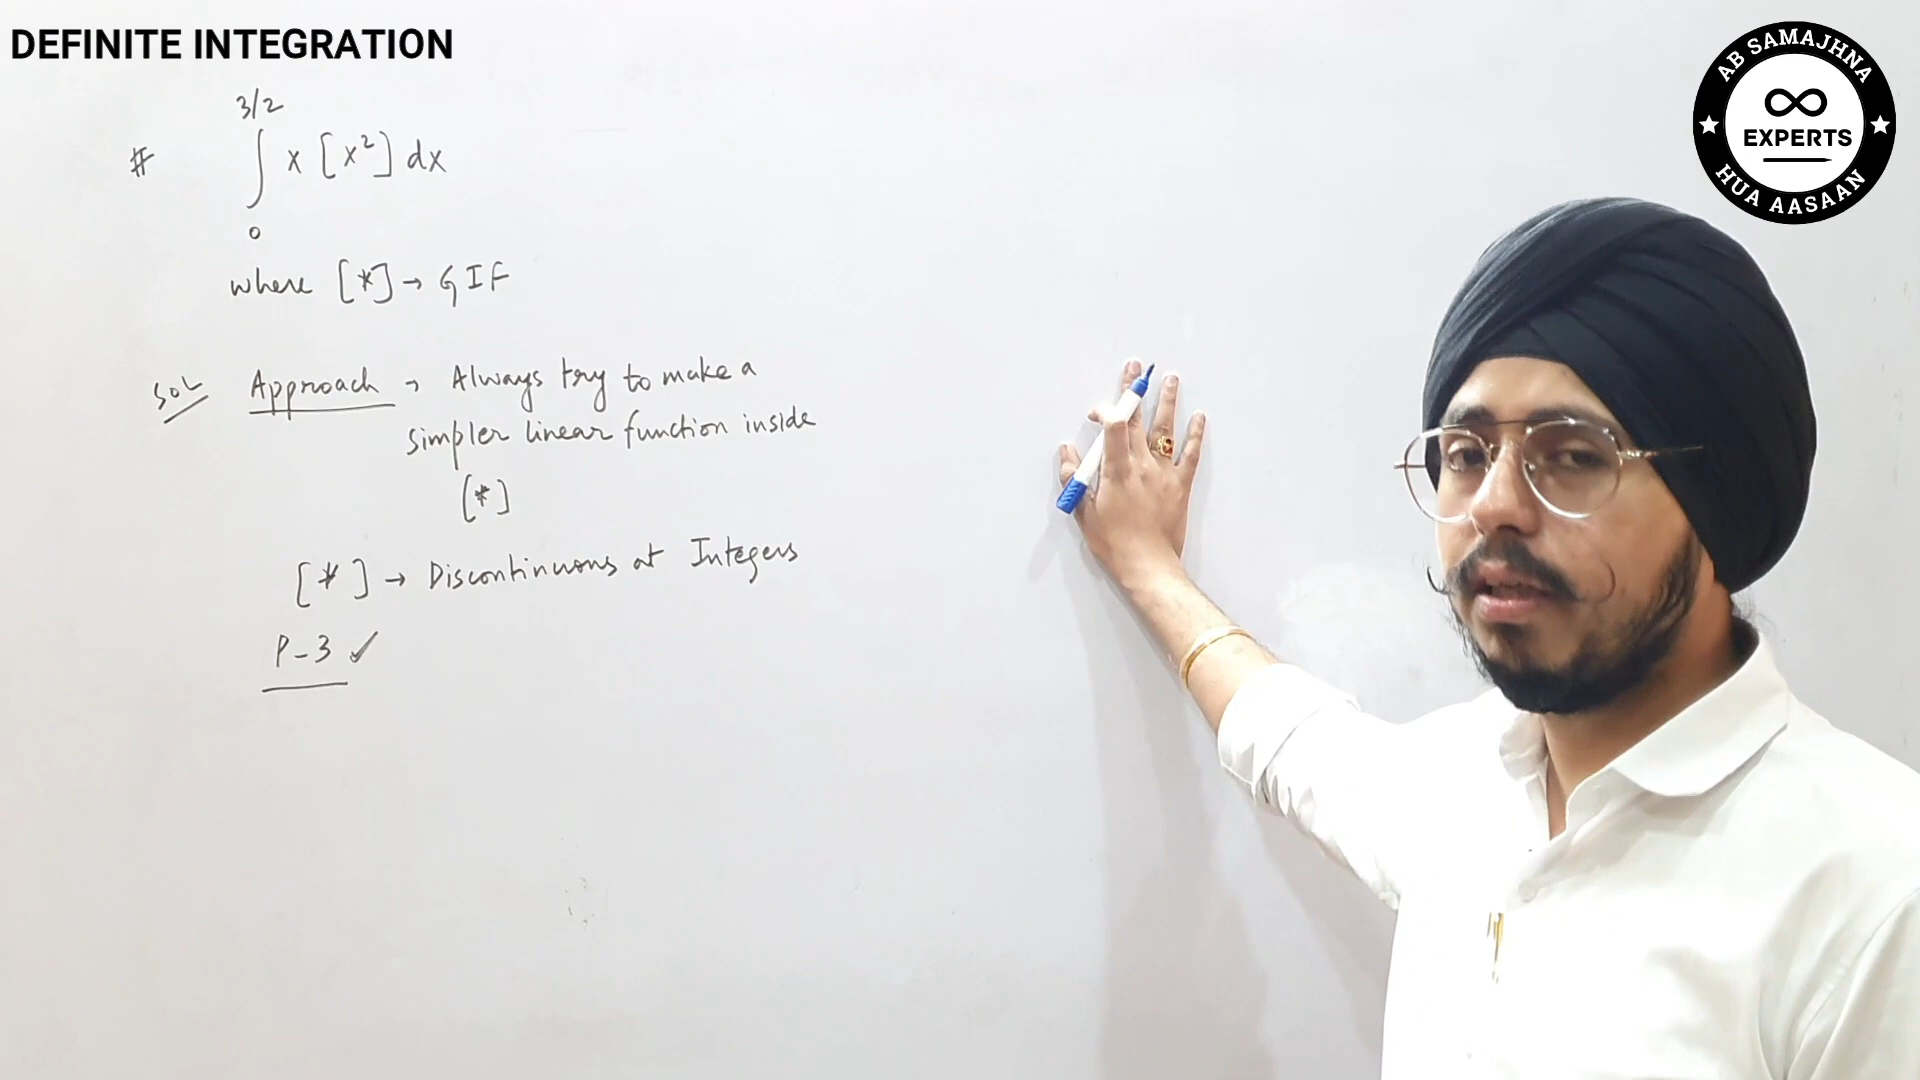 DEFINITE INTEGRATION
# ∫₀^{3/2} x [x²] dx
where [*] → GIF
Sol Approach → Always try to make a
simpler linear function inside
[*]
[*] → Discontinuous at Integers
P-3 ✓
AB SAMAJHNA
∞
EXPERTS
HUA AASAAN